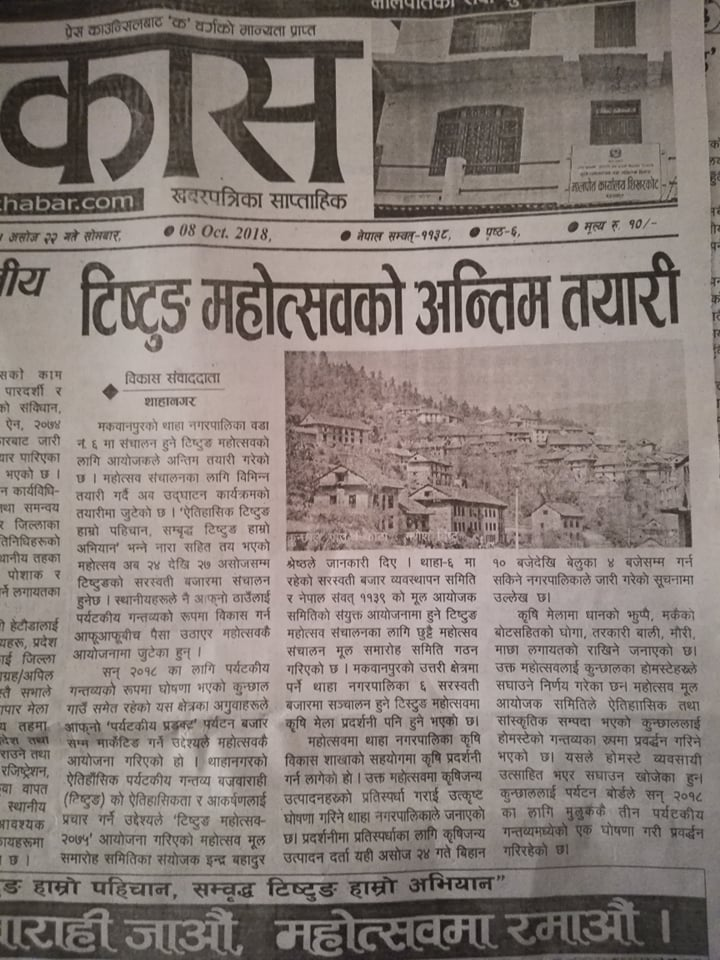 प्रेस काउन्सिलबाट 'क' वर्गको मान्यता प्राप्त
कास
habar.com
खबरपत्रिका साप्ताहिक
मालपोत कार्यालय शिखरकोट
असोज २२ गते सोमबार,
● 08 Oct. 2018,
● नेपाल सम्वत्-११३८,
● पृष्ठ-६,
● मूल्य रु. १०/-
टिष्टुङ महोत्सवको अन्तिम तयारी
सको काम
पारदर्शी र
को संविधान,
ऐन, २०७४
रबाट जारी
यार पारिएका
भएको छ ।
न कार्यविधि-
तथा समन्वय
र जिल्लाका
तिनिधिहरूको
थानीय तहका
पोशाक र
र्ने लगायतका
ो हेटौडालाई
यहरू, प्रदेश
ई जिल्ला
ग्रह/अपिल
स्तै सभाले
पार मेला
य तहमा
देश तथा
राउने तथा
रजिष्ट्रेशन,
वा वापत
स्थानीय
आवश्यक
कायहरूमा
छ ।
विकास संवाददाता
थाहानगर
मकवानपुरको थाहा नगरपालिका वडा
नं. ६ मा संचालन हुने टिष्टुङ महोत्सवको
लागि आयोजकले अन्तिम तयारी गरेको
छ । महोत्सव संचालनका लागि विभिन्न
तयारी गर्दै अव उद्घाटन कार्यक्रमको
तयारीमा जुटेको छ । 'ऐतिहासिक टिष्टुङ
हाम्रो पहिचान, सम्बृद्ध टिष्टुङ हाम्रो
अभियान' भन्ने नारा सहित तय भएको
महोत्सव अब २४ देखि २७ असोजसम्म
टिष्टुङको सरस्वती बजारमा संचालन
हुनेछ । स्थानीयहरूले नै आफ्नो ठाउँलाई
पर्यटकीय गन्तव्यको रूपमा विकास गर्न
आफूआफूवीच पैसा उठाएर महोत्सवकै
आयोजनामा जुटेका हुन् ।
सन् २०१८ का लागि पर्यटकीय
गन्तव्यको रूपमा घोषणा भएको कुन्छाल
गाउँ समेत रहेको यस क्षेत्रका अगुवाहरूले
आफ्नो 'पर्यटकीय प्रडक्ट' पर्यटन बजार
सम्म मार्केटिङ गर्ने उद्देश्यले महोत्सवकै
आयोजना गरिएको हो । थाहानगरको
ऐतिहाँसिक पर्यटकीय गन्तव्य बज्रवाराही
(टिष्टुङ) को ऐतिहासिकता र आकर्षणलाई
प्रचार गर्ने उद्देश्यले 'टिष्टुङ महोत्सव-
२०७५' आयोजना गरिएको महोत्सव मूल
समारोह समितिका संयोजक इन्द्र बहादुर
श्रेष्ठले जानकारी दिए । थाहा-६ मा
रहेको सरस्वती बजार व्यवस्थापन समिति
र नेपाल संवत् ११३९ को मूल आयोजक
समितिको संयुक्त आयोजनामा हुने टिष्टुङ
महोत्सव संचालनका लागि छुट्टै महोत्सव
संचालन मूल समारोह समिति गठन
गरिएको छ । मकवानपुरको उत्तरी क्षेत्रमा
पर्ने थाहा नगरपालिका ६ सरस्वती
बजारमा सञ्चालन हुने टिस्टुङ महोत्सवमा
कृषि मेला प्रदर्शनी पनि हुने भएको छ।
महोत्सवमा थाहा नगरपालिका कृषि
विकास शाखाको सहयोगमा कृषि प्रदर्शनी
गर्न लागेको हो । उक्त महोत्सवमा कृषिजन्य
उत्पादनहरुको प्रतिस्पर्धा गराई उत्कृष्ट
घोषणा गरिने थाहा नगरपालिकाले जनाएको
छ। प्रदर्शनीमा प्रतिस्पर्धाका लागि कृषिजन्य
उत्पादन दर्ता यही असोज २४ गते बिहान
१० बजेदेखि बेलुका ४ बजेसम्म गर्न
सकिने नगरपालिकाले जारी गरेको सूचनामा
उल्लेख छ।
कृषि मेलामा धानको झुप्पै, मकैको
बोटसहितको घोगा, तरकारी बाली, मौरी,
माछा लगायतको राखिने जनाएको छ।
उक्त महोत्सवलाई कुन्छालका होमस्टेहरुले
सघाउने निर्णय गरेका छन। महोत्सव मूल
आयोजक समितिले ऐतिहाासिक तथा
सांस्कृतिक सम्पदा भएको कुन्छाललाई
होमस्टेको गन्तव्यका रुपमा प्रवर्द्धन गरिने
भएको छ। यसले होमस्टे व्यवसायी
उत्साहित भएर सघाउन खोजेका हुन।
कुन्छाललाई पर्यटन बोर्डले सन् २०१८
का लागि मुलुककै तीन पर्यटकीय
गन्तव्यमध्येको एक घोषणा गरी प्रवर्द्धन
गरिरहेको छ।
ुङ हाम्रो पहिचान, सम्वृद्ध टिष्टुङ हाम्रो अभियान"
वाराही जाऔं, महोत्सवमा रमाऔं ।